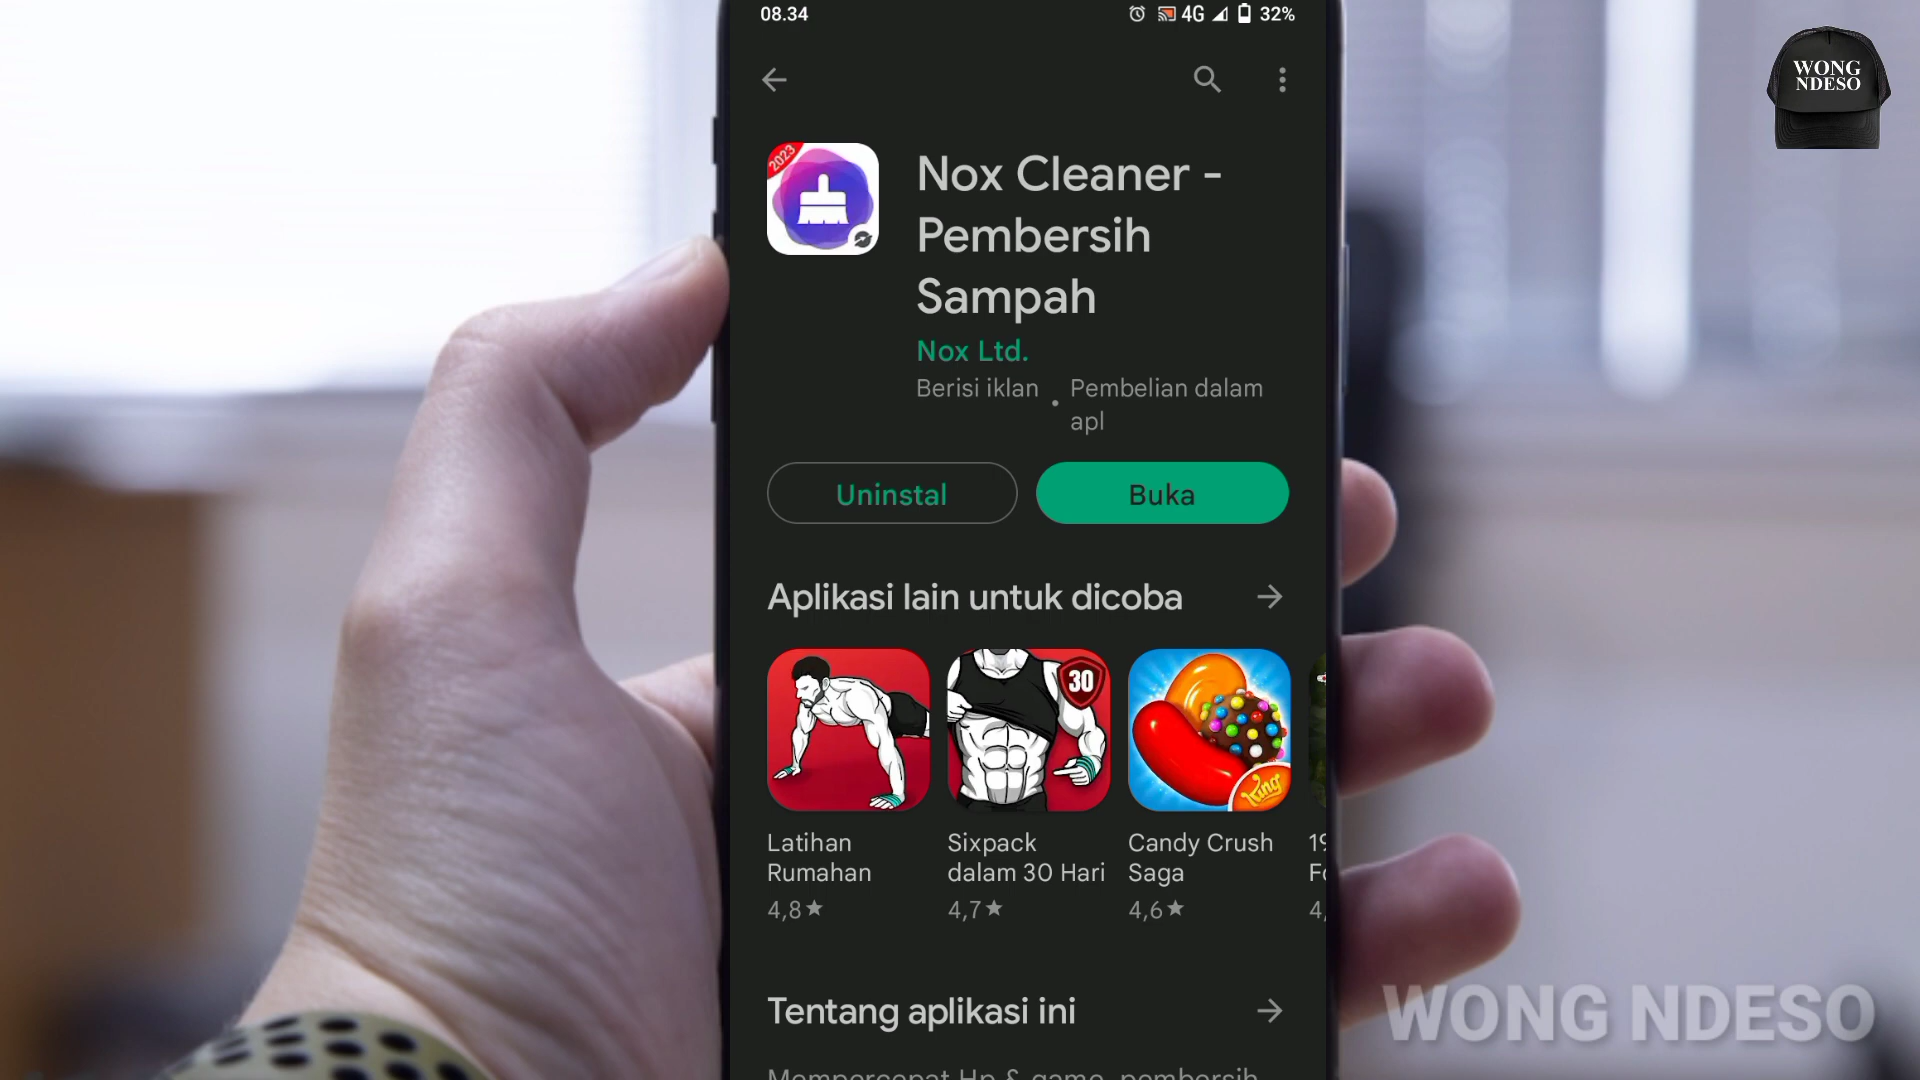 08.34
4G
32%
WONG
NDESO
2023
Nox Cleaner -
Pembersih
Sampah
Nox Ltd.
Berisi iklan • Pembelian dalam
apl
Uninstal
Buka
Aplikasi lain untuk dicoba
30
King
Latihan
Rumahan
4,8★
Sixpack
dalam 30 Hari
4,7★
Candy Crush
Saga
4,6★
Tentang aplikasi ini
WONG NDESO